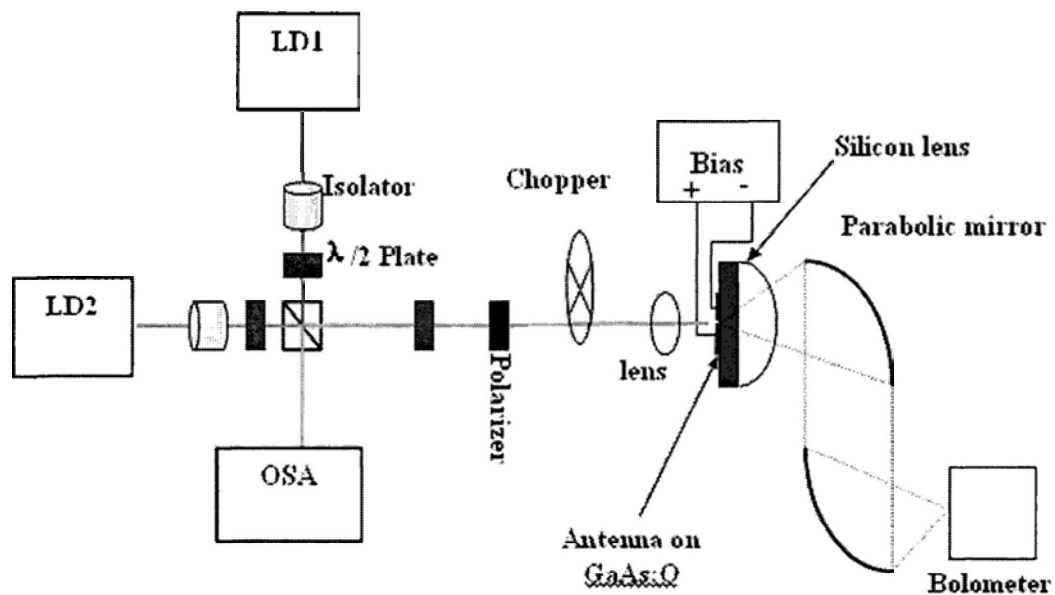 LD1
Isolator
λ/2 Plate
LD2
OSA
Polarizer
Chopper
lens
Bias
+ -
Silicon lens
Parabolic mirror
Antenna on
GaAs:O
Bolometer